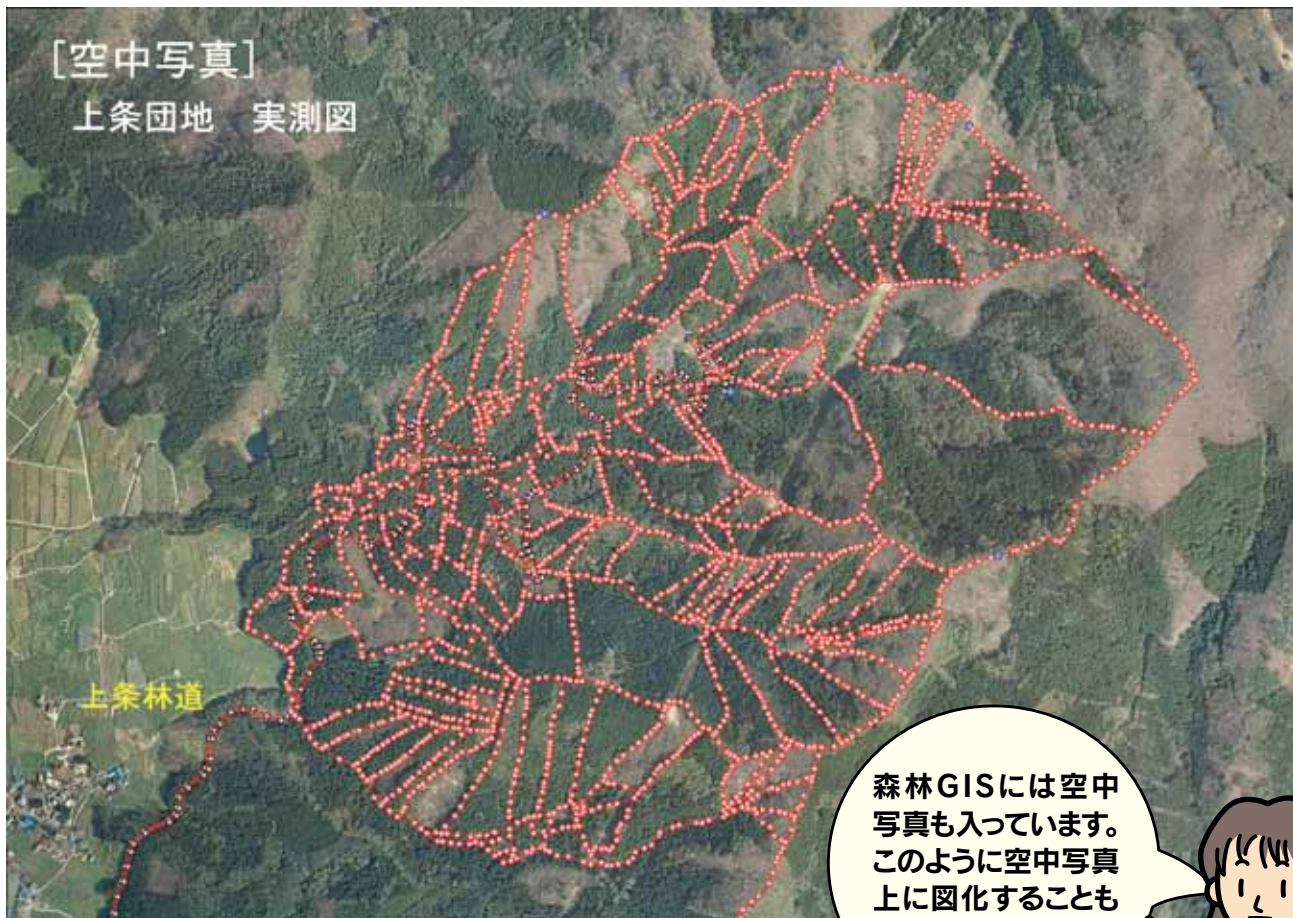 [空中写真]
上条団地　実測図
上条林道
森林GISには空中
写真も入っています。
このように空中写真
上に図化することも